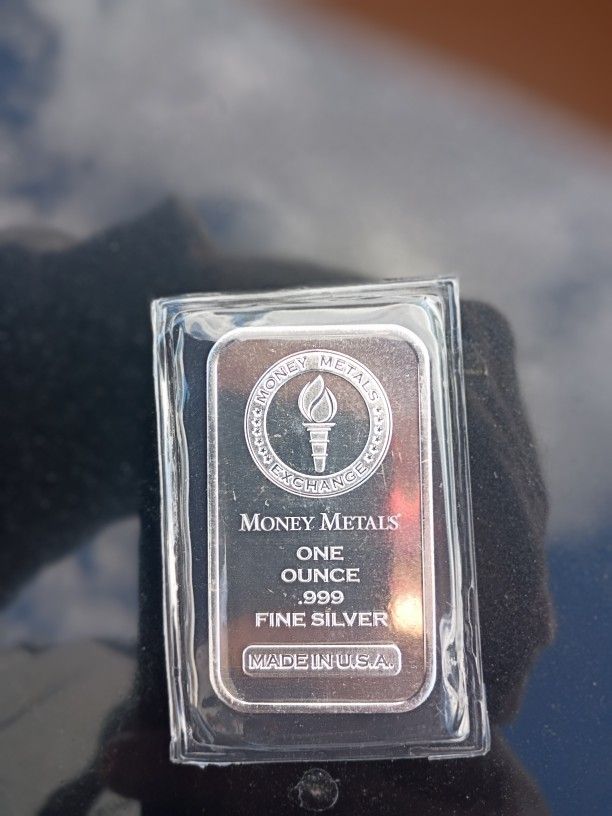 MONEY METALS
EXCHANGE
MONEY METALS®
ONE
OUNCE
.999
FINE SILVER
MADE IN U.S.A.